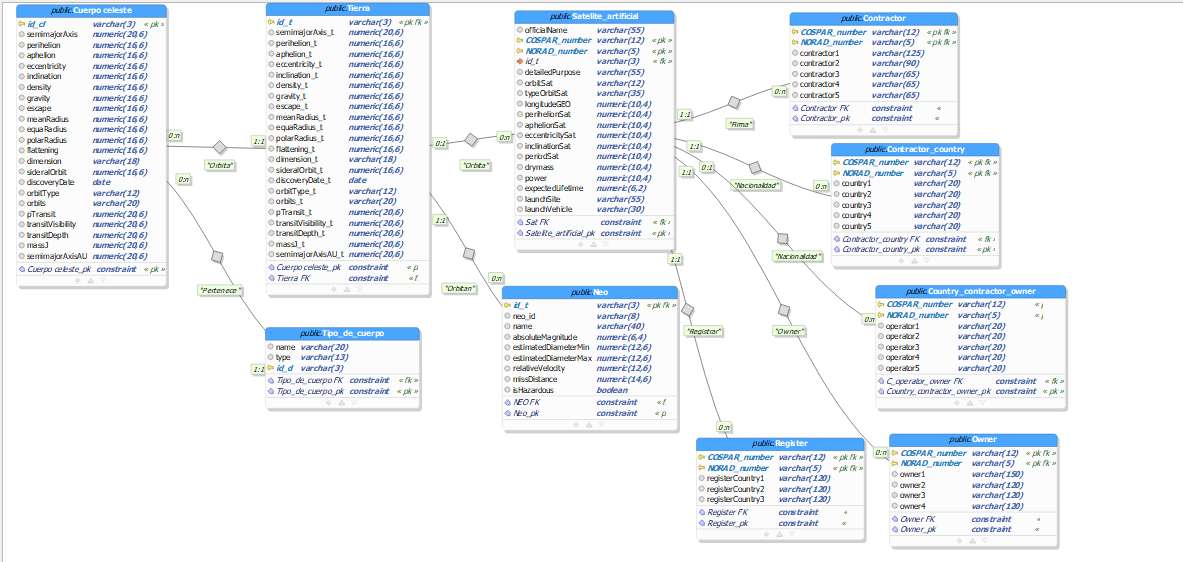 public.Cuerpo celeste
id_cl varchar(3) « pk »
semimajorAxis numeric(20,6)
perihelion numeric(16,6)
aphelion numeric(16,6)
eccentricity numeric(16,6)
inclination numeric(16,6)
density numeric(16,6)
gravity numeric(16,6)
escape numeric(16,6)
meanRadius numeric(16,6)
equaRadius numeric(16,6)
polarRadius numeric(16,6)
flattening numeric(16,6)
dimension varchar(18)
sideralOrbit numeric(16,6)
discoveryDate date
orbitType varchar(12)
orbits varchar(20)
pTransit numeric(20,6)
transitVisibility numeric(20,6)
transitDepth numeric(20,6)
massJ numeric(20,6)
semimajorAxisAU numeric(20,6)
Cuerpo celeste_pk constraint « pk »
public.Tierra
id_t varchar(3) « pk fk »
semimajorAxis_t numeric(20,6)
perihelion_t numeric(16,6)
aphelion_t numeric(16,6)
eccentricity_t numeric(16,6)
inclination_t numeric(16,6)
density_t numeric(16,6)
gravity_t numeric(16,6)
escape_t numeric(16,6)
meanRadius_t numeric(16,6)
equaRadius_t numeric(16,6)
polarRadius_t numeric(16,6)
flattening_t numeric(16,6)
dimension_t varchar(18)
sideralOrbit_t numeric(16,6)
discoveryDate_t date
orbitType_t varchar(12)
orbits_t varchar(20)
pTransit_t numeric(20,6)
transitVisibility_t numeric(20,6)
transitDepth_t numeric(20,6)
massJ_t numeric(20,6)
semimajorAxisAU_t numeric(20,6)
Cuerpo celeste_pk constraint « p
Tierra FK constraint « f
public.Satelite_artificial
officialName varchar(55)
COSPAR_number varchar(12) « pk »
NORAD_number varchar(5) « pk »
id_t varchar(3) « fk »
detailedPurpose varchar(55)
orbitSat varchar(12)
typeOrbitSat varchar(35)
longitudeGEO numeric(10,4)
perihelionSat numeric(10,4)
aphelionSat numeric(10,4)
eccentricitySat numeric(10,4)
inclinationSat numeric(10,4)
periodSat numeric(10,4)
drymass numeric(10,4)
power numeric(10,4)
expectedLifetime numeric(6,2)
launchSite varchar(55)
launchVehicle varchar(30)
Sat FK constraint « fk »
Satelite_artificial_pk constraint « pk »
public.Contractor
COSPAR_number varchar(12) « pk fk »
NORAD_number varchar(5) « pk fk »
contractor1 varchar(125)
contractor2 varchar(90)
contractor3 varchar(65)
contractor4 varchar(65)
contractor5 varchar(65)
Contractor FK constraint «
Contractor_pk constraint «
public.Contractor_country
COSPAR_number varchar(12) « pk fk »
NORAD_number varchar(5) « pk fk »
country1 varchar(20)
country2 varchar(20)
country3 varchar(20)
country4 varchar(20)
country5 varchar(20)
Contractor_country FK constraint « fk »
Contractor_country_pk constraint « pk »
public.Country_contractor_owner
COSPAR_number varchar(12) « p
NORAD_number varchar(5) « p
operator1 varchar(20)
operator2 varchar(20)
operator3 varchar(20)
operator4 varchar(20)
operator5 varchar(20)
C_operator_owner FK constraint « fk »
Country_contractor_owner_pk constraint « pk »
public.Tipo_de_cuerpo
name varchar(20)
type varchar(13)
id_d varchar(3)
Tipo_de_cuerpo FK constraint « fk »
Tipo_de_cuerpo_pk constraint « pk »
public.Neo
id_t varchar(3) « pk fk »
neo_id varchar(8)
name varchar(40)
absoluteMagnitude numeric(6,4)
estimatedDiameterMin numeric(12,6)
estimatedDiameterMax numeric(12,6)
relativeVelocity numeric(12,6)
missDistance numeric(14,6)
isHazardous boolean
NEO FK constraint « f
Neo_pk constraint « p
public.Register
COSPAR_number varchar(12) « pk fk »
NORAD_number varchar(5) « pk fk »
registerCountry1 varchar(120)
registerCountry2 varchar(120)
registerCountry3 varchar(120)
Register FK constraint «
Register_pk constraint «
public.Owner
COSPAR_number varchar(12) « pk fk »
NORAD_number varchar(5) « pk fk »
owner1 varchar(150)
owner2 varchar(120)
owner3 varchar(120)
owner4 varchar(120)
Owner FK constraint «
Owner_pk constraint «
0:n
"Orbita"
1:1
0:n
"Pertenece"
1:1
0:1
"Orbita"
0:n
1:1
"Orbitan"
0:n
1:1
"Firma"
0:n
1:1
"Nacionalidad"
0:n
0:1
"Nacionalidad"
0:n
1:1
"Owner"
0:n
1:1
"Registrar"
0:n